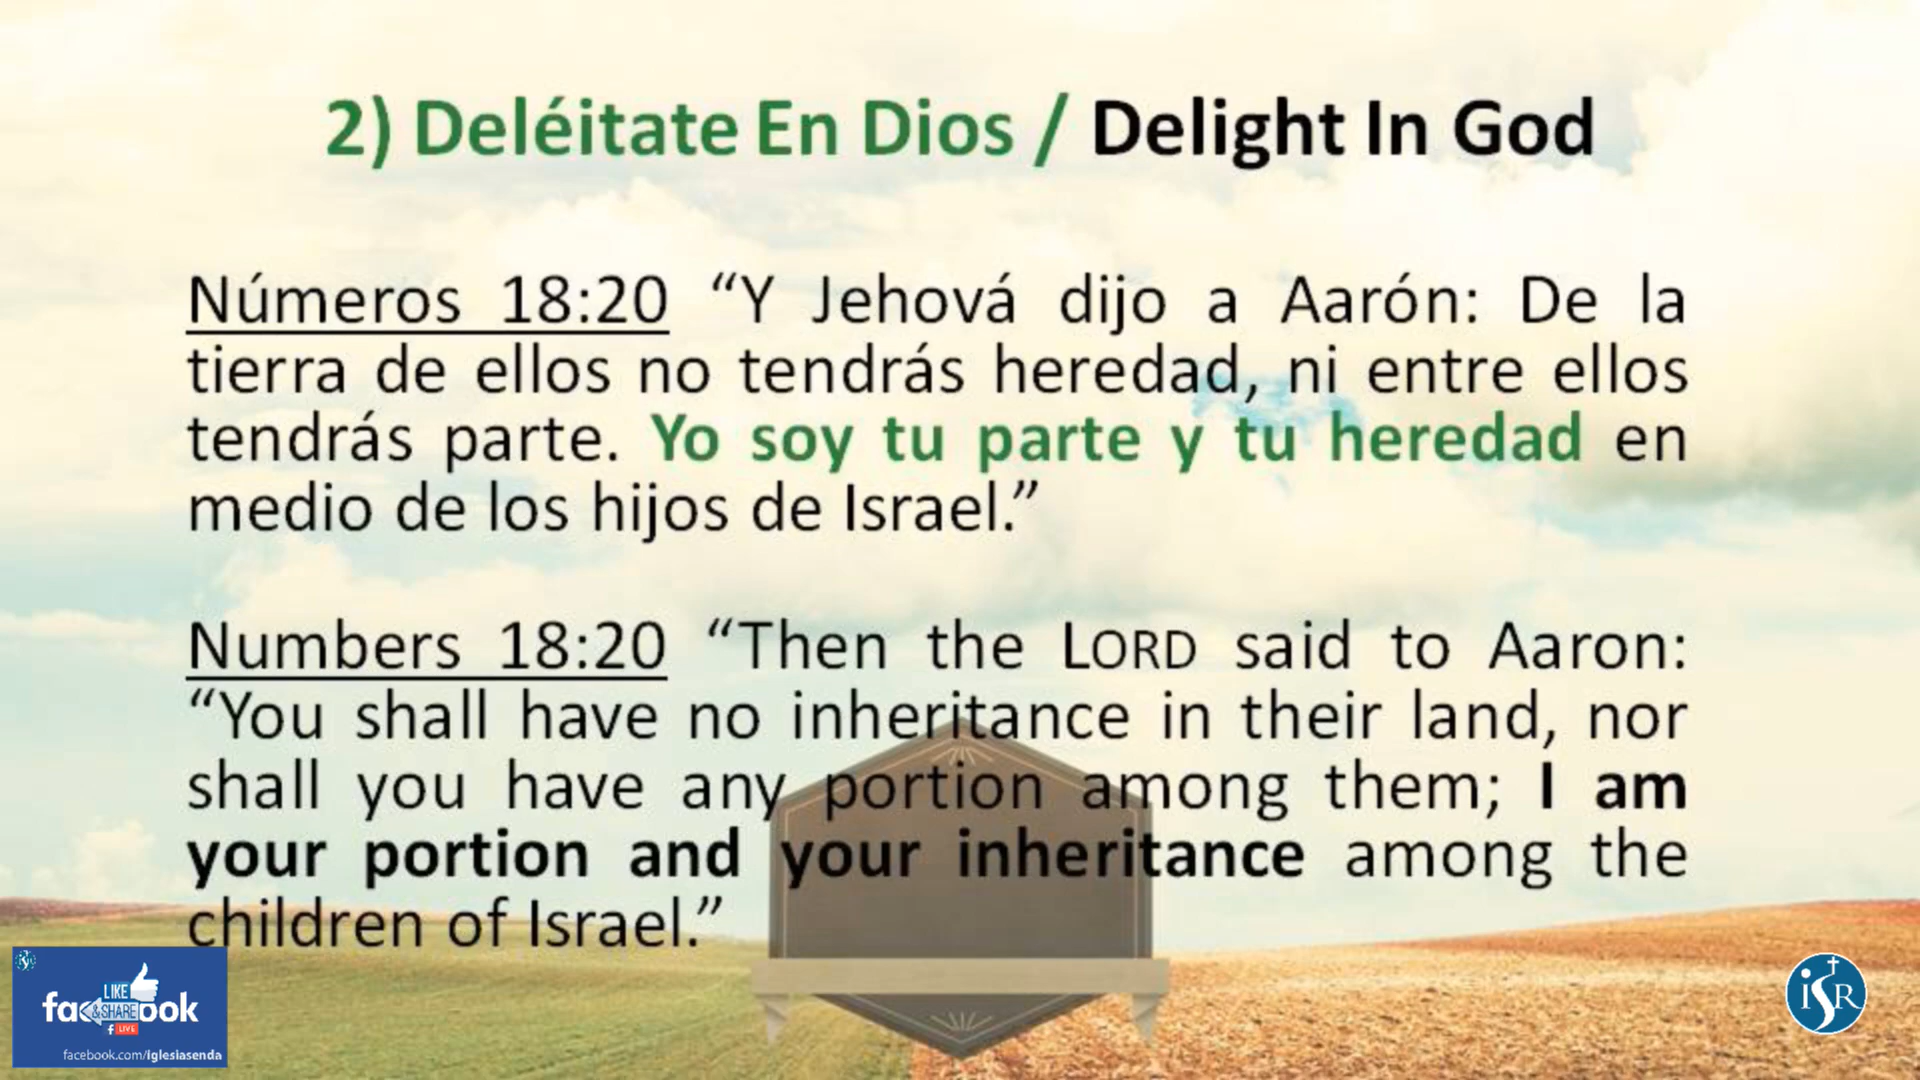 2) Deléitate En Dios / Delight In God
Números 18:20 “Y Jehová dijo a Aarón: De la
tierra de ellos no tendrás heredad, ni entre ellos
tendrás parte. Yo soy tu parte y tu heredad en
medio de los hijos de Israel.”
Numbers 18:20 “Then the LORD said to Aaron:
“You shall have no inheritance in their land, nor
shall you have any portion among them; I am
your portion and your inheritance among the
children of Israel.”
LIKE
& SHARE
f LIVE
facebook.com/iglesiasenda
iSR